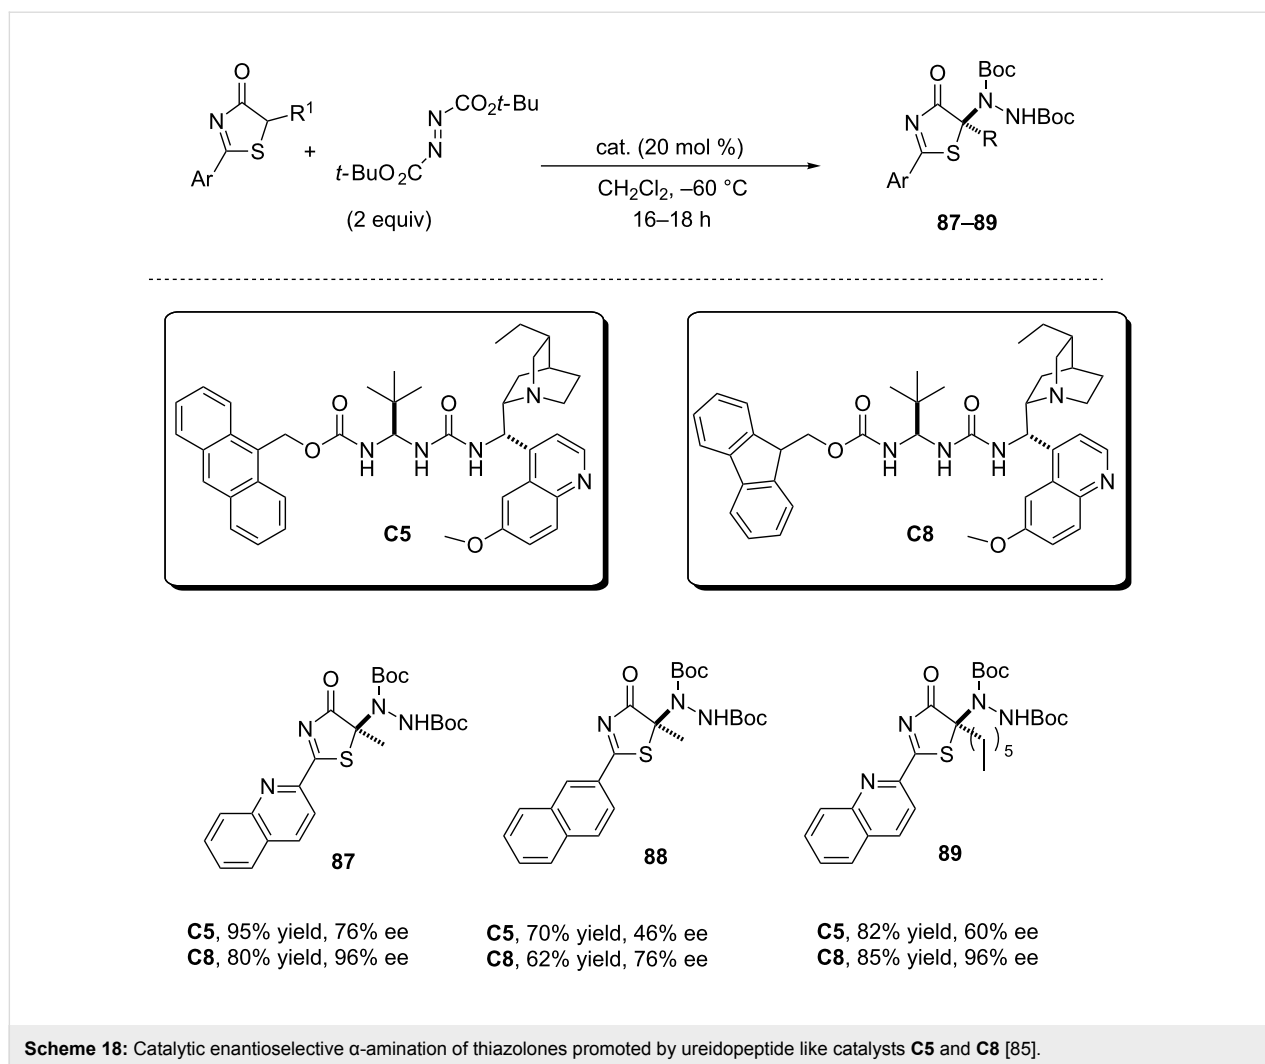 O
N
R¹
S
Ar
+
N
CO₂t-Bu
N
t-BuO₂C
(2 equiv)
cat. (20 mol %)
CH₂Cl₂, –60 °C
16–18 h
O
Boc
N
NHBoc
N
R
S
Ar
87–89
O
O
N
H
N
H
O
N
H
N
N
O
C5
O
O
N
H
N
H
O
N
H
N
N
O
C8
O
Boc
N
NHBoc
N
S
N
87
O
Boc
N
NHBoc
N
S
88
O
Boc
N
NHBoc
N
S
( )5
N
89
C5, 95% yield, 76% ee
C8, 80% yield, 96% ee
C5, 70% yield, 46% ee
C8, 62% yield, 76% ee
C5, 82% yield, 60% ee
C8, 85% yield, 96% ee
Scheme 18: Catalytic enantioselective α-amination of thiazolones promoted by ureidopeptide like catalysts C5 and C8 [85].